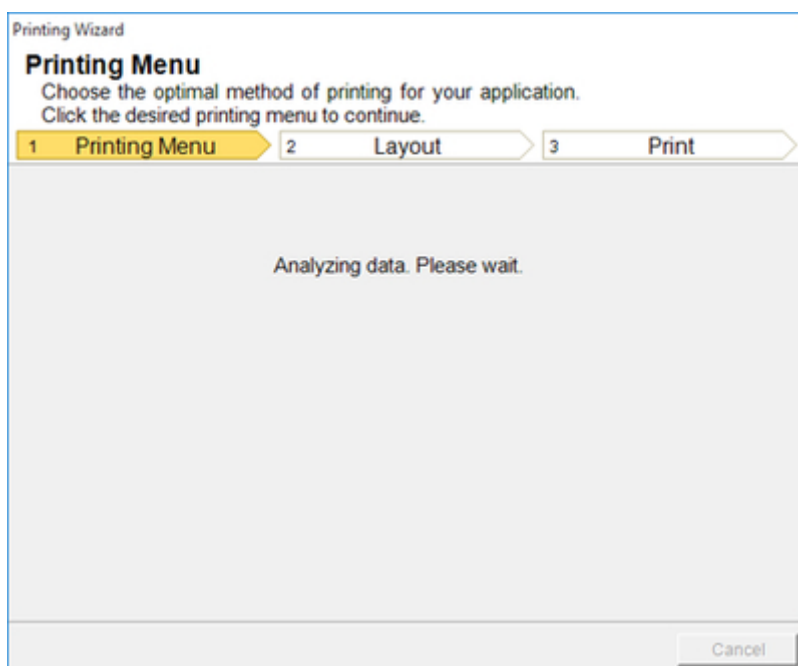 Printing Wizard
Printing Menu
Choose the optimal method of printing for your application.
Click the desired printing menu to continue.
1 Printing Menu 2 Layout 3 Print
Analyzing data. Please wait.
Cancel